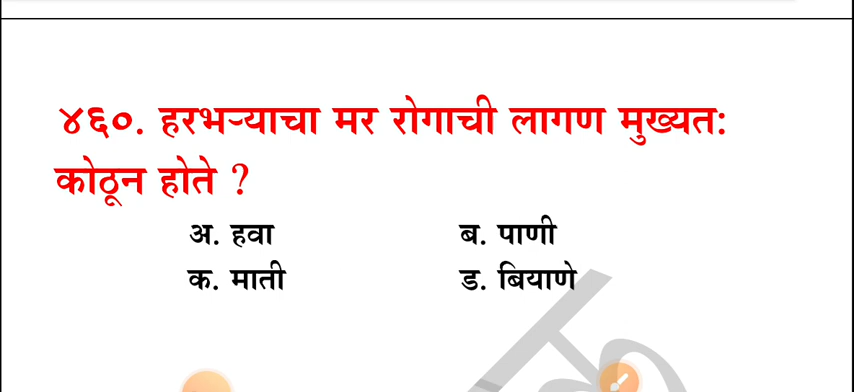 ४६०. हरभऱ्याचा मर रोगाची लागण मुख्यत:
कोठून होते ?
अ. हवा ब. पाणी
क. माती ड. बियाणे